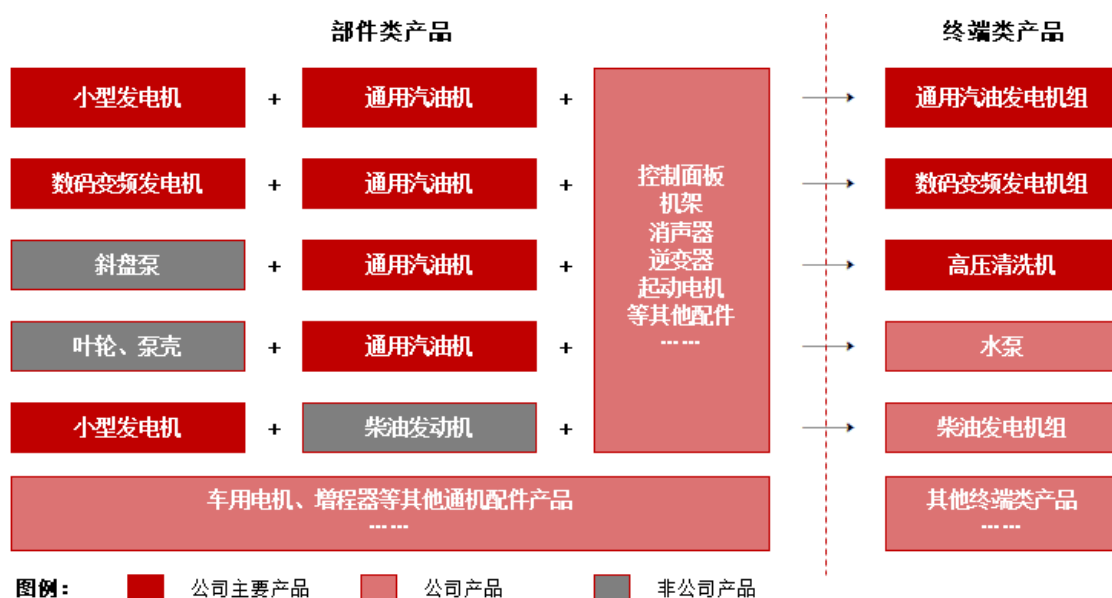 部件类产品
终端类产品
小型发电机 + 通用汽油机 +
通用汽油发电机组
数码变频发电机 + 通用汽油机 +
数码变频发电机组
斜盘泵 + 通用汽油机 +
高压清洗机
叶轮、泵壳 + 通用汽油机 +
水泵
小型发电机 + 柴油发动机 +
柴油发电机组
控制面板
机架
消声器
逆变器
起动电机
等其他配件
……
车用电机、增程器等其他通机配件产品
……
其他终端类产品
……
图例： 公司主要产品 公司产品 非公司产品